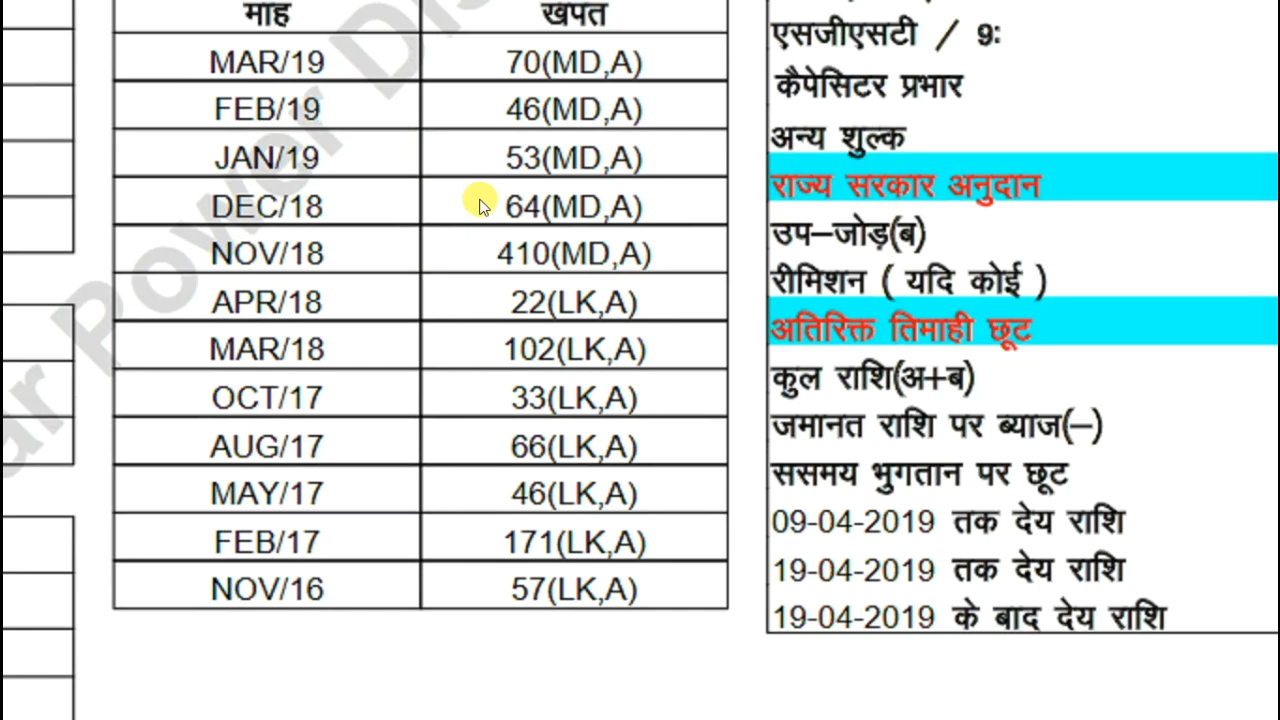 माह खपत
MAR/19 70(MD,A)
FEB/19 46(MD,A)
JAN/19 53(MD,A)
DEC/18 64(MD,A)
NOV/18 410(MD,A)
APR/18 22(LK,A)
MAR/18 102(LK,A)
OCT/17 33(LK,A)
AUG/17 66(LK,A)
MAY/17 46(LK,A)
FEB/17 171(LK,A)
NOV/16 57(LK,A)
एसजीएसटी / 9:
कैपेसिटर प्रभार
अन्य शुल्क
राज्य सरकार अनुदान
उप–जोड़(ब)
रीमिशन ( यदि कोई )
अतिरिक्त तिमाही छूट
कुल राशि(अ+ब)
जमानत राशि पर ब्याज(–)
ससमय भुगतान पर छूट
09-04-2019 तक देय राशि
19-04-2019 तक देय राशि
19-04-2019 के बाद देय राशि
Power